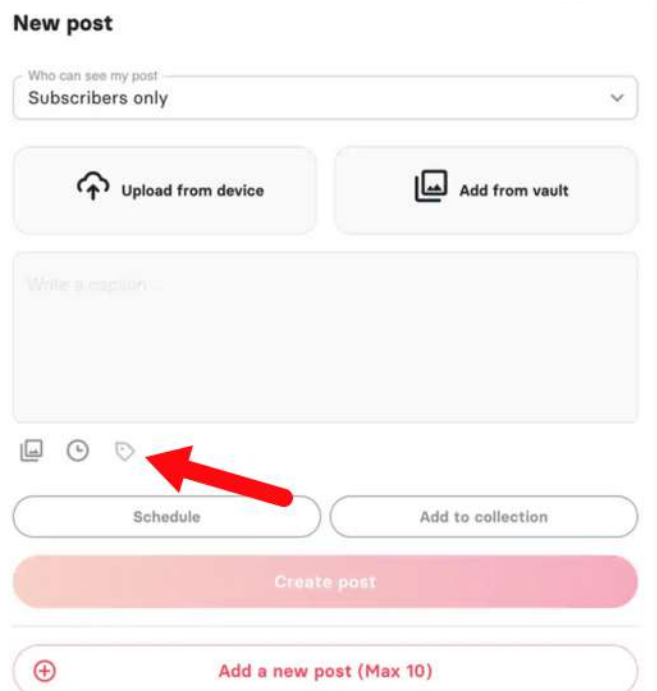 New post
Who can see my post
Subscribers only
Upload from device
Add from vault
Write a caption...
Schedule
Add to collection
Create post
Add a new post (Max 10)